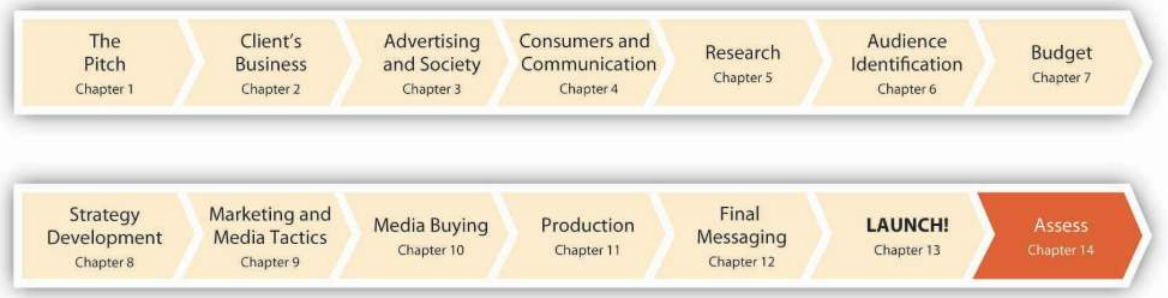 The
Pitch
Chapter 1
Client's
Business
Chapter 2
Advertising
and Society
Chapter 3
Consumers and
Communication
Chapter 4
Research
Chapter 5
Audience
Identification
Chapter 6
Budget
Chapter 7
Strategy
Development
Chapter 8
Marketing and
Media Tactics
Chapter 9
Media Buying
Chapter 10
Production
Chapter 11
Final
Messaging
Chapter 12
LAUNCH!
Chapter 13
Assess
Chapter 14